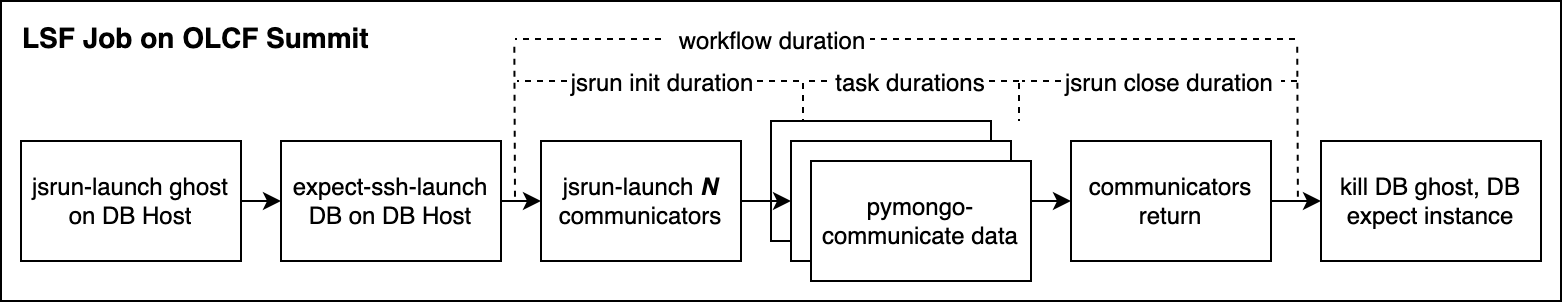 LSF Job on OLCF Summit
workflow duration
jsrun init duration
task durations
jsrun close duration
jsrun-launch ghost
on DB Host
expect-ssh-launch
DB on DB Host
jsrun-launch N
communicators
pymongo-
communicate data
communicators
return
kill DB ghost, DB
expect instance